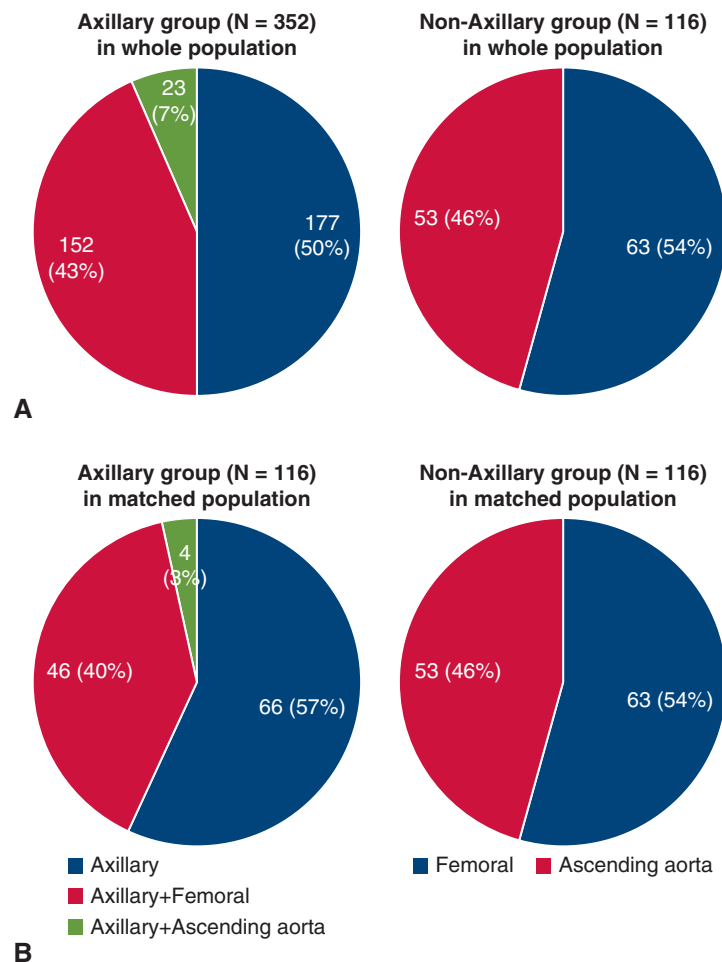 Axillary group (N = 352)
in whole population
Non-Axillary group (N = 116)
in whole population
23
(7%)
177
(50%)
152
(43%)
53 (46%)
63 (54%)
A
Axillary group (N = 116)
in matched population
Non-Axillary group (N = 116)
in matched population
4
(3%)
46 (40%)
66 (57%)
53 (46%)
63 (54%)
Axillary
Axillary+Femoral
Axillary+Ascending aorta
Femoral
Ascending aorta
B